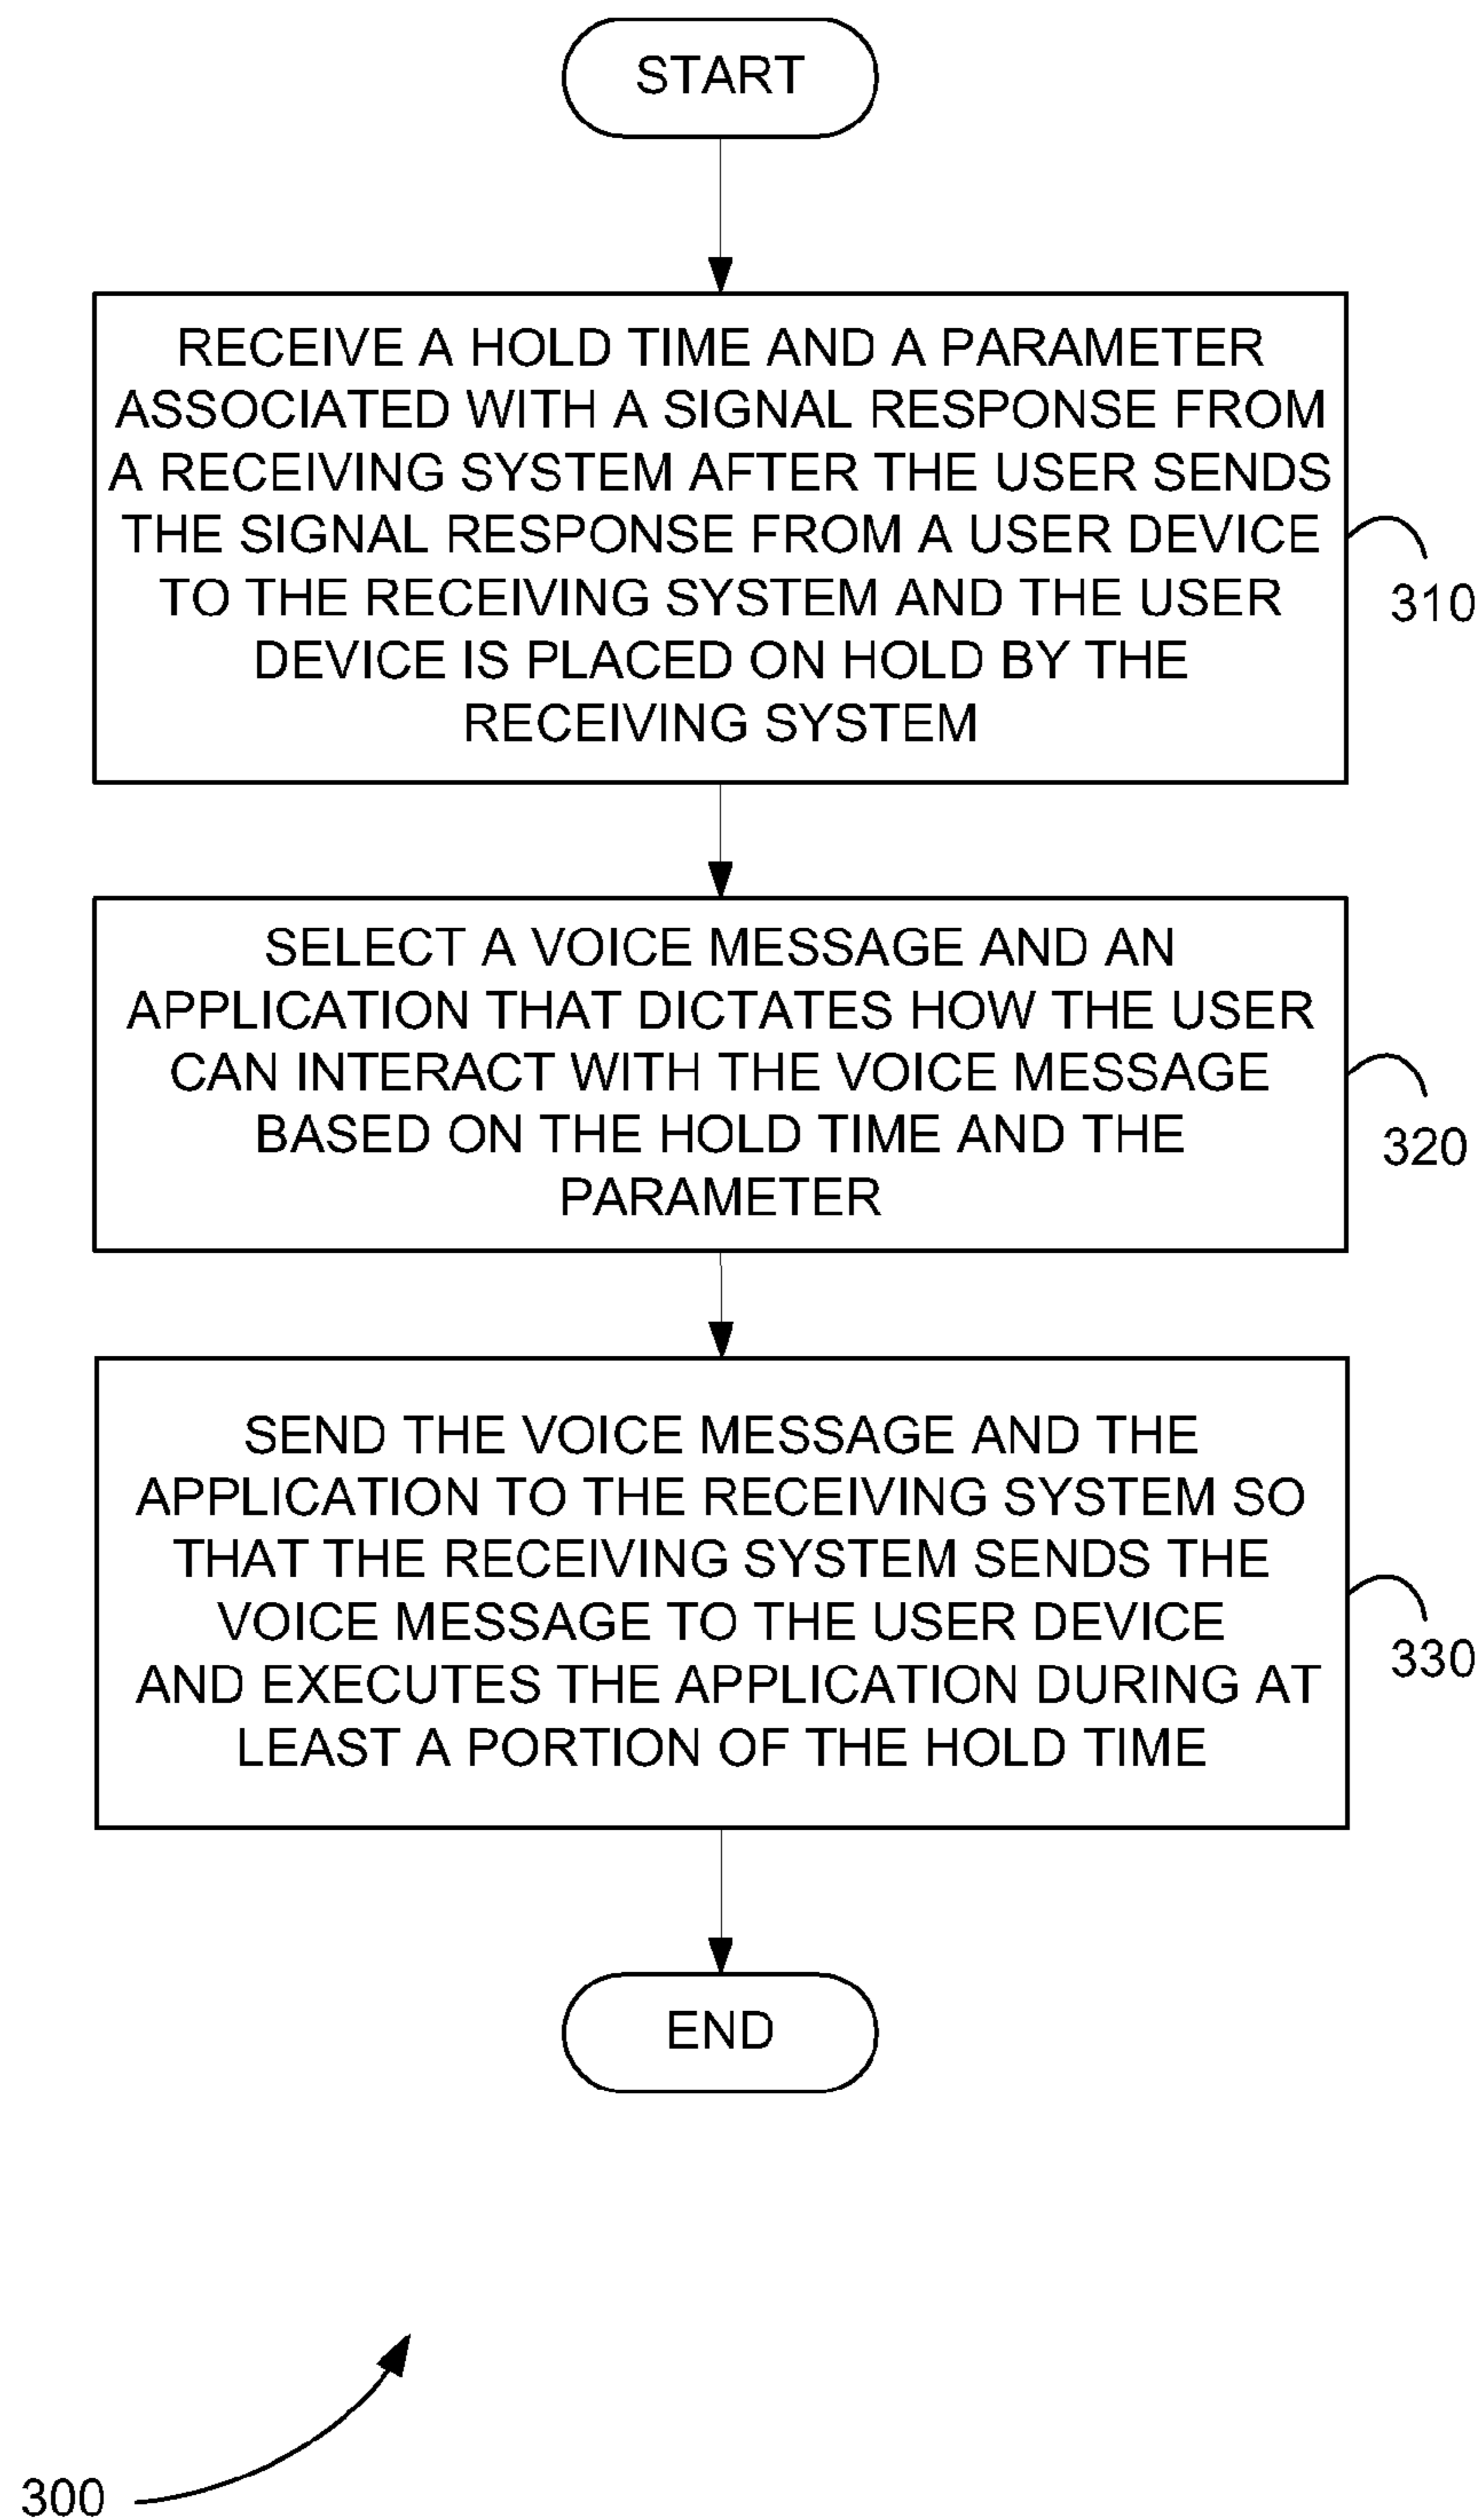 START
RECEIVE A HOLD TIME AND A PARAMETER
ASSOCIATED WITH A SIGNAL RESPONSE FROM
A RECEIVING SYSTEM AFTER THE USER SENDS
THE SIGNAL RESPONSE FROM A USER DEVICE
TO THE RECEIVING SYSTEM AND THE USER
DEVICE IS PLACED ON HOLD BY THE
RECEIVING SYSTEM
310
SELECT A VOICE MESSAGE AND AN
APPLICATION THAT DICTATES HOW THE USER
CAN INTERACT WITH THE VOICE MESSAGE
BASED ON THE HOLD TIME AND THE
PARAMETER
320
SEND THE VOICE MESSAGE AND THE
APPLICATION TO THE RECEIVING SYSTEM SO
THAT THE RECEIVING SYSTEM SENDS THE
VOICE MESSAGE TO THE USER DEVICE
AND EXECUTES THE APPLICATION DURING AT
LEAST A PORTION OF THE HOLD TIME
330
END
300